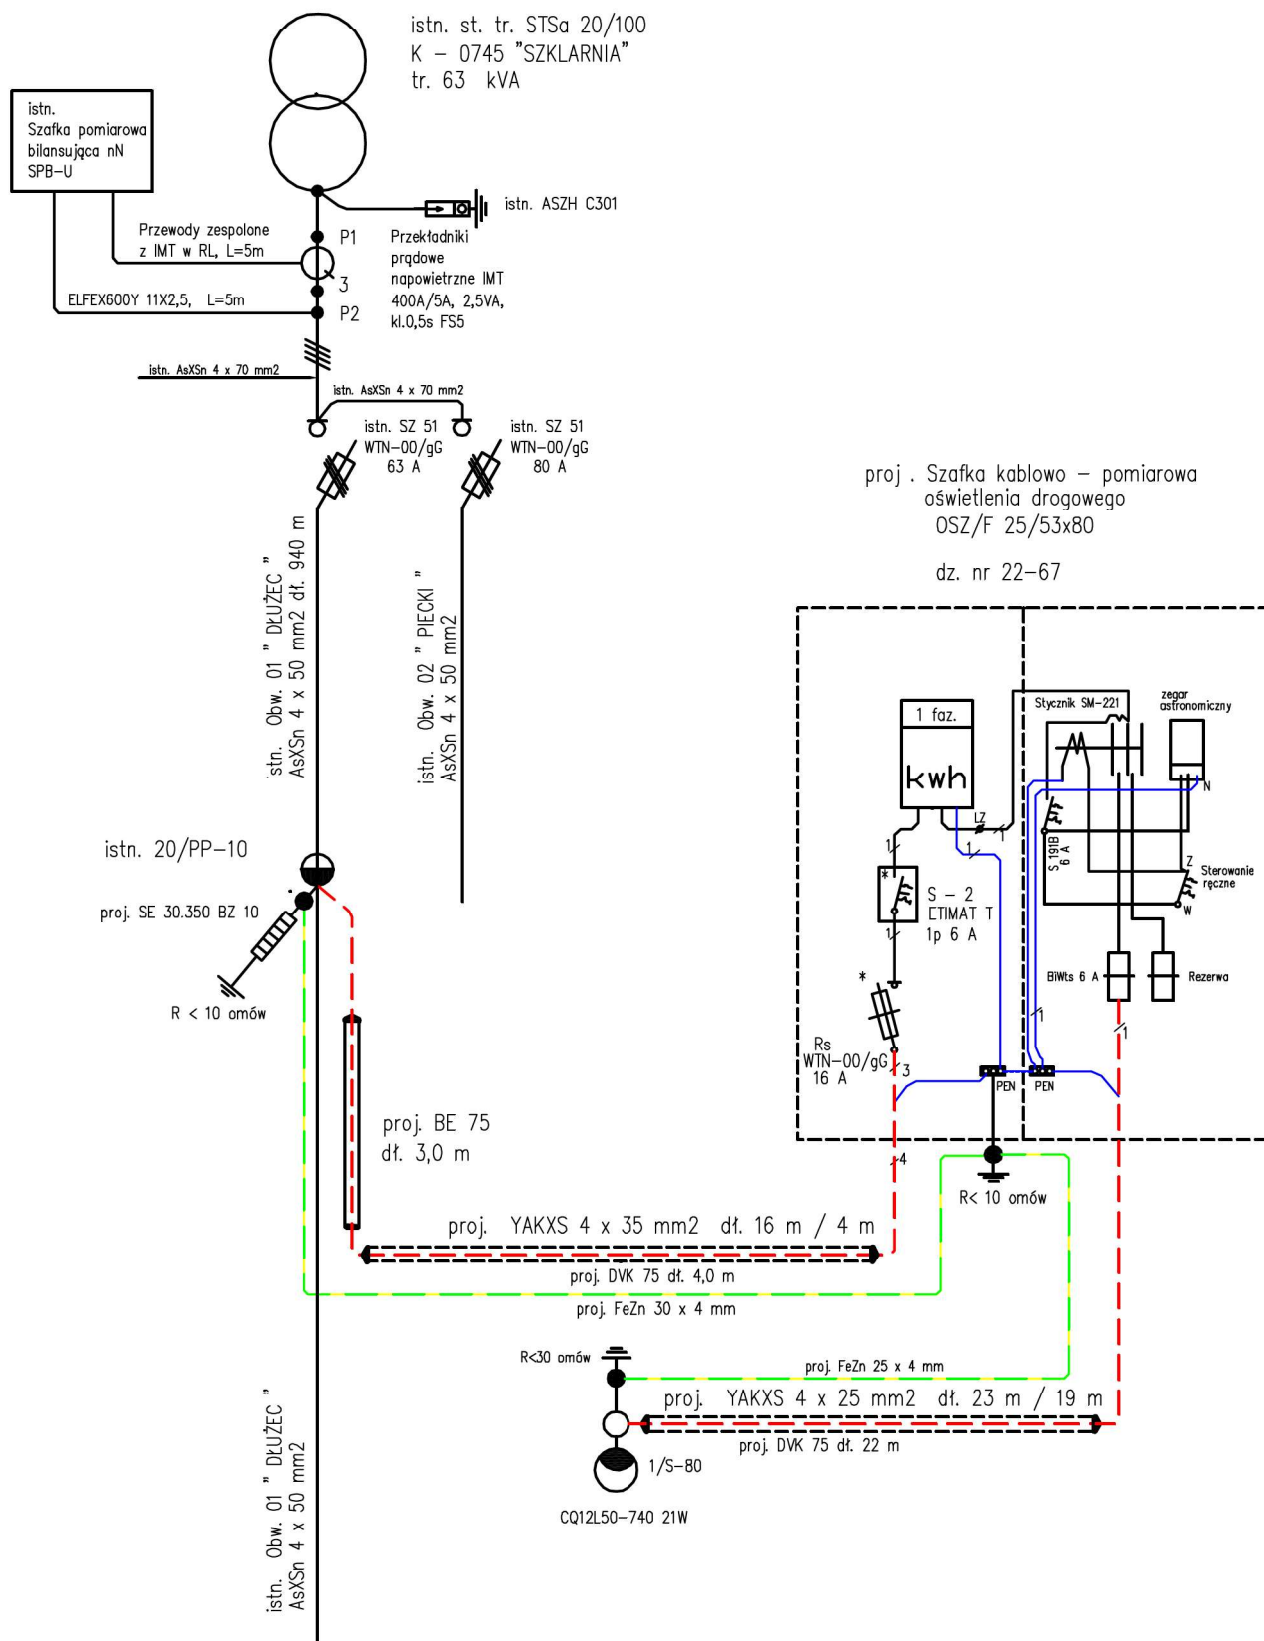 istn. st. tr. STSa 20/100
K - 0745 "SZKLARNIA"
tr. 63 kVA
istn.
Szafka pomiarowa
bilansująca nN
SPB-U
istn. ASZH C301
Przewody zespolone
z IMT w RL, L=5m
P1
3
P2
Przekładniki
prądowe
napowietrzne IMT
400A/5A, 2,5VA,
kl.0,5s FS5
ELFEX600Y 11X2,5, L=5m
istn. AsXSn 4 x 70 mm2
istn. AsXSn 4 x 70 mm2
istn. SZ 51
WTN-00/gG
63 A
istn. SZ 51
WTN-00/gG
80 A
istn. Obw. 01 " DŁUŻEC "
AsXSn 4 x 50 mm2 dł. 940 m
istn. Obw. 02 " PIECKI "
AsXSn 4 x 50 mm2
proj . Szafka kablowo - pomiarowa
oświetlenia drogowego
OSZ/F 25/53x80
dz. nr 22-67
1 faz.
kwh
LZ
1
1
1
Stycznik SM-221
zegar
astronomiczny
N
S 191B
6 A
Z
Sterowanie
ręczne
W
*
S - 2
ETIMAT T
1p 6 A
1
*
BiWts 6 A
Rezerwa
1
1
Rs
WTN-00/gG
16 A
3
PEN
PEN
4
R< 10 omów
istn. 20/PP-10
proj. SE 30.350 BZ 10
R < 10 omów
proj. BE 75
dł. 3,0 m
proj. YAKXS 4 x 35 mm2 dł. 16 m / 4 m
proj. DVK 75 dł. 4,0 m
proj. FeZn 30 x 4 mm
R<30 omów
proj. FeZn 25 x 4 mm
proj. YAKXS 4 x 25 mm2 dł. 23 m / 19 m
proj. DVK 75 dł. 22 m
1/S-80
CQ12L50-740 21W
istn. Obw. 01 " DŁUŻEC "
AsXSn 4 x 50 mm2